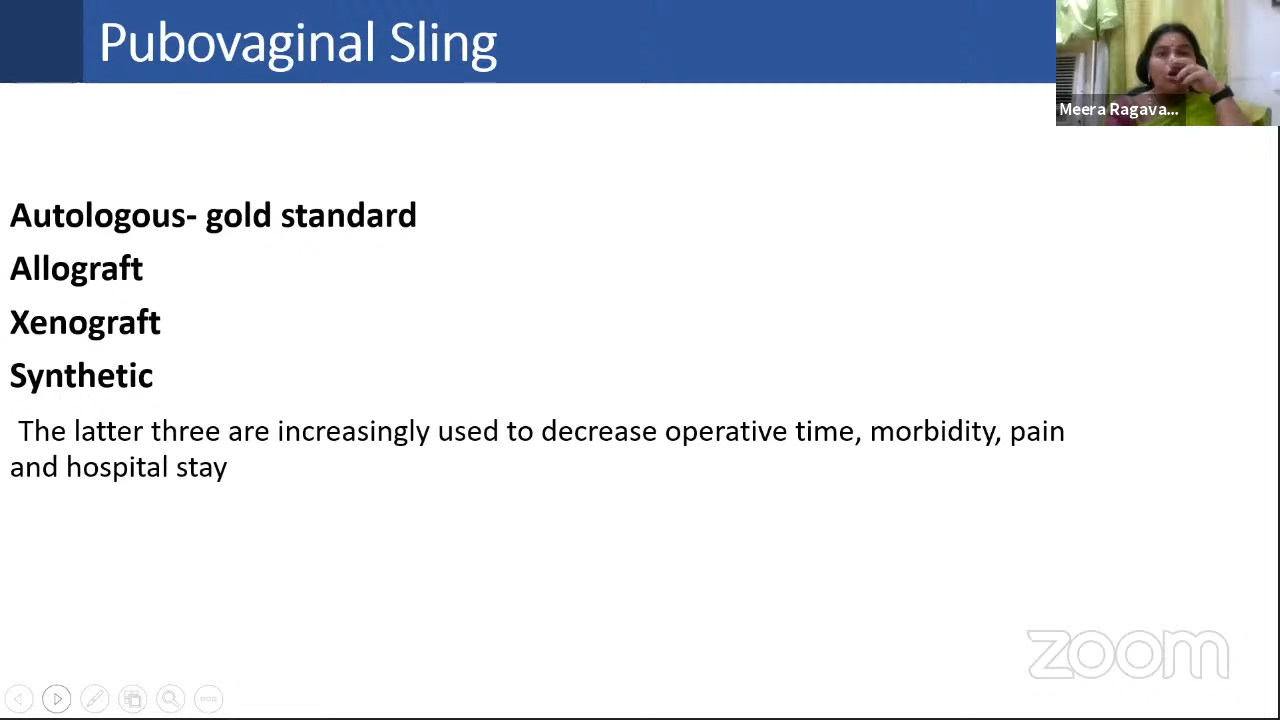 Pubovaginal Sling
Meera Ragava...
Autologous- gold standard
Allograft
Xenograft
Synthetic
The latter three are increasingly used to decrease operative time, morbidity, pain
and hospital stay
zoom